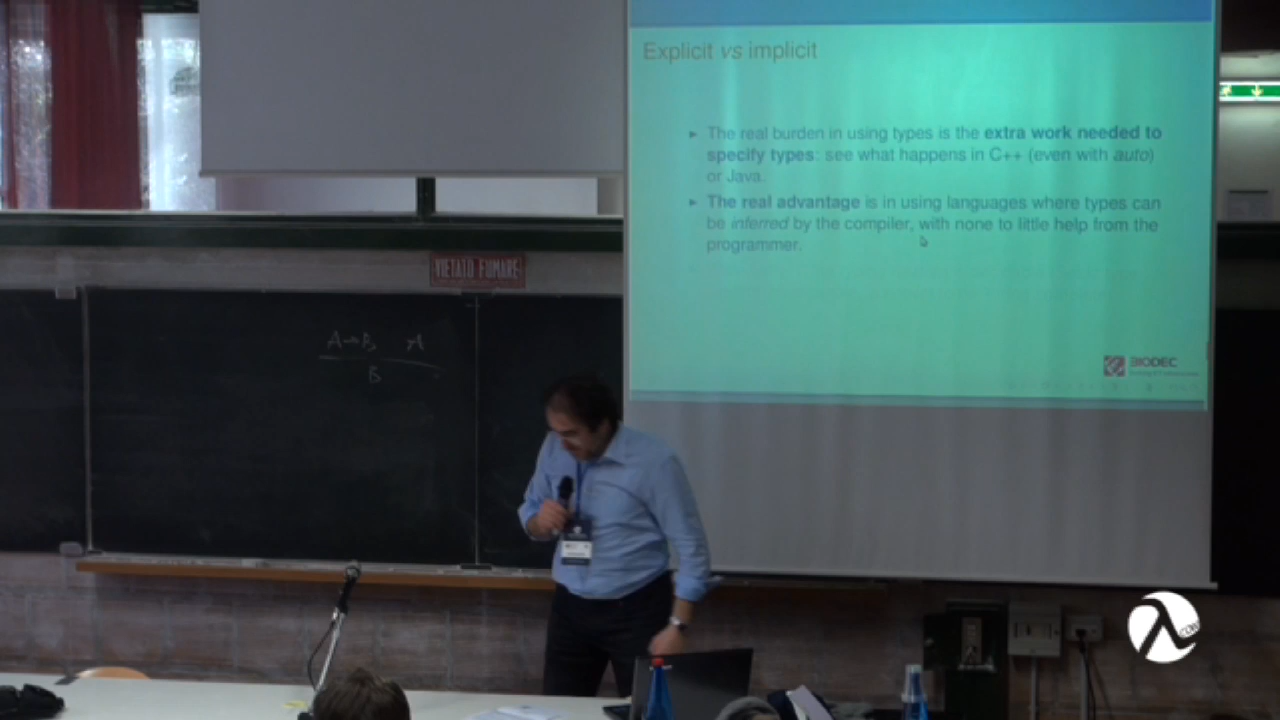 Explicit vs implicit
▸ The real burden in using types is the extra work needed to
specify types: see what happens in C++ (even with auto)
or Java.
▸ The real advantage is in using languages where types can
be inferred by the compiler, with none to little help from the
programmer.
BIODEC
VIETATO FUMARE
A→B A
B
λCON